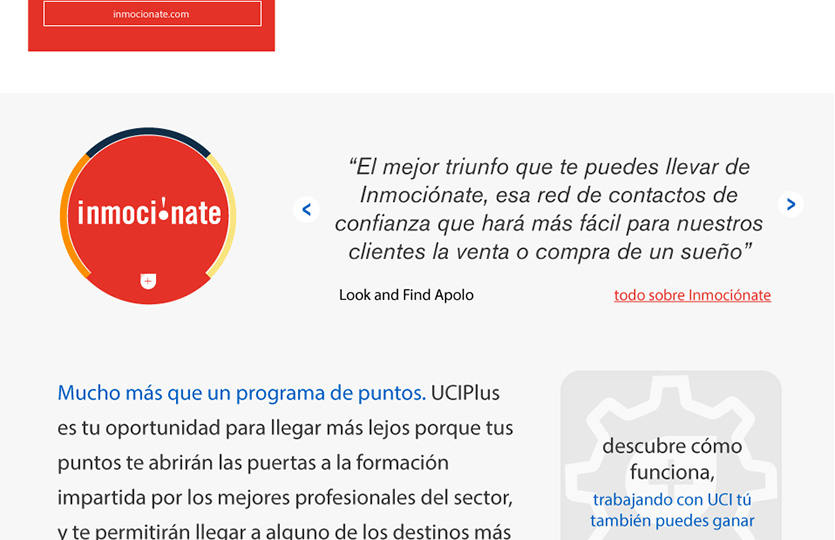 inmocionate.com
inmoci!nate
“El mejor triunfo que te puedes llevar de
Inmociónate, esa red de contactos de
confianza que hará más fácil para nuestros
clientes la venta o compra de un sueño”
<
>
Look and Find Apolo
todo sobre Inmociónate
Mucho más que un programa de puntos. UCIPlus
es tu oportunidad para llegar más lejos porque tus
puntos te abrirán las puertas a la formación
impartida por los mejores profesionales del sector,
y te permitirán llegar a alguno de los destinos más
descubre cómo
funciona,
trabajando con UCI tú
también puedes ganar